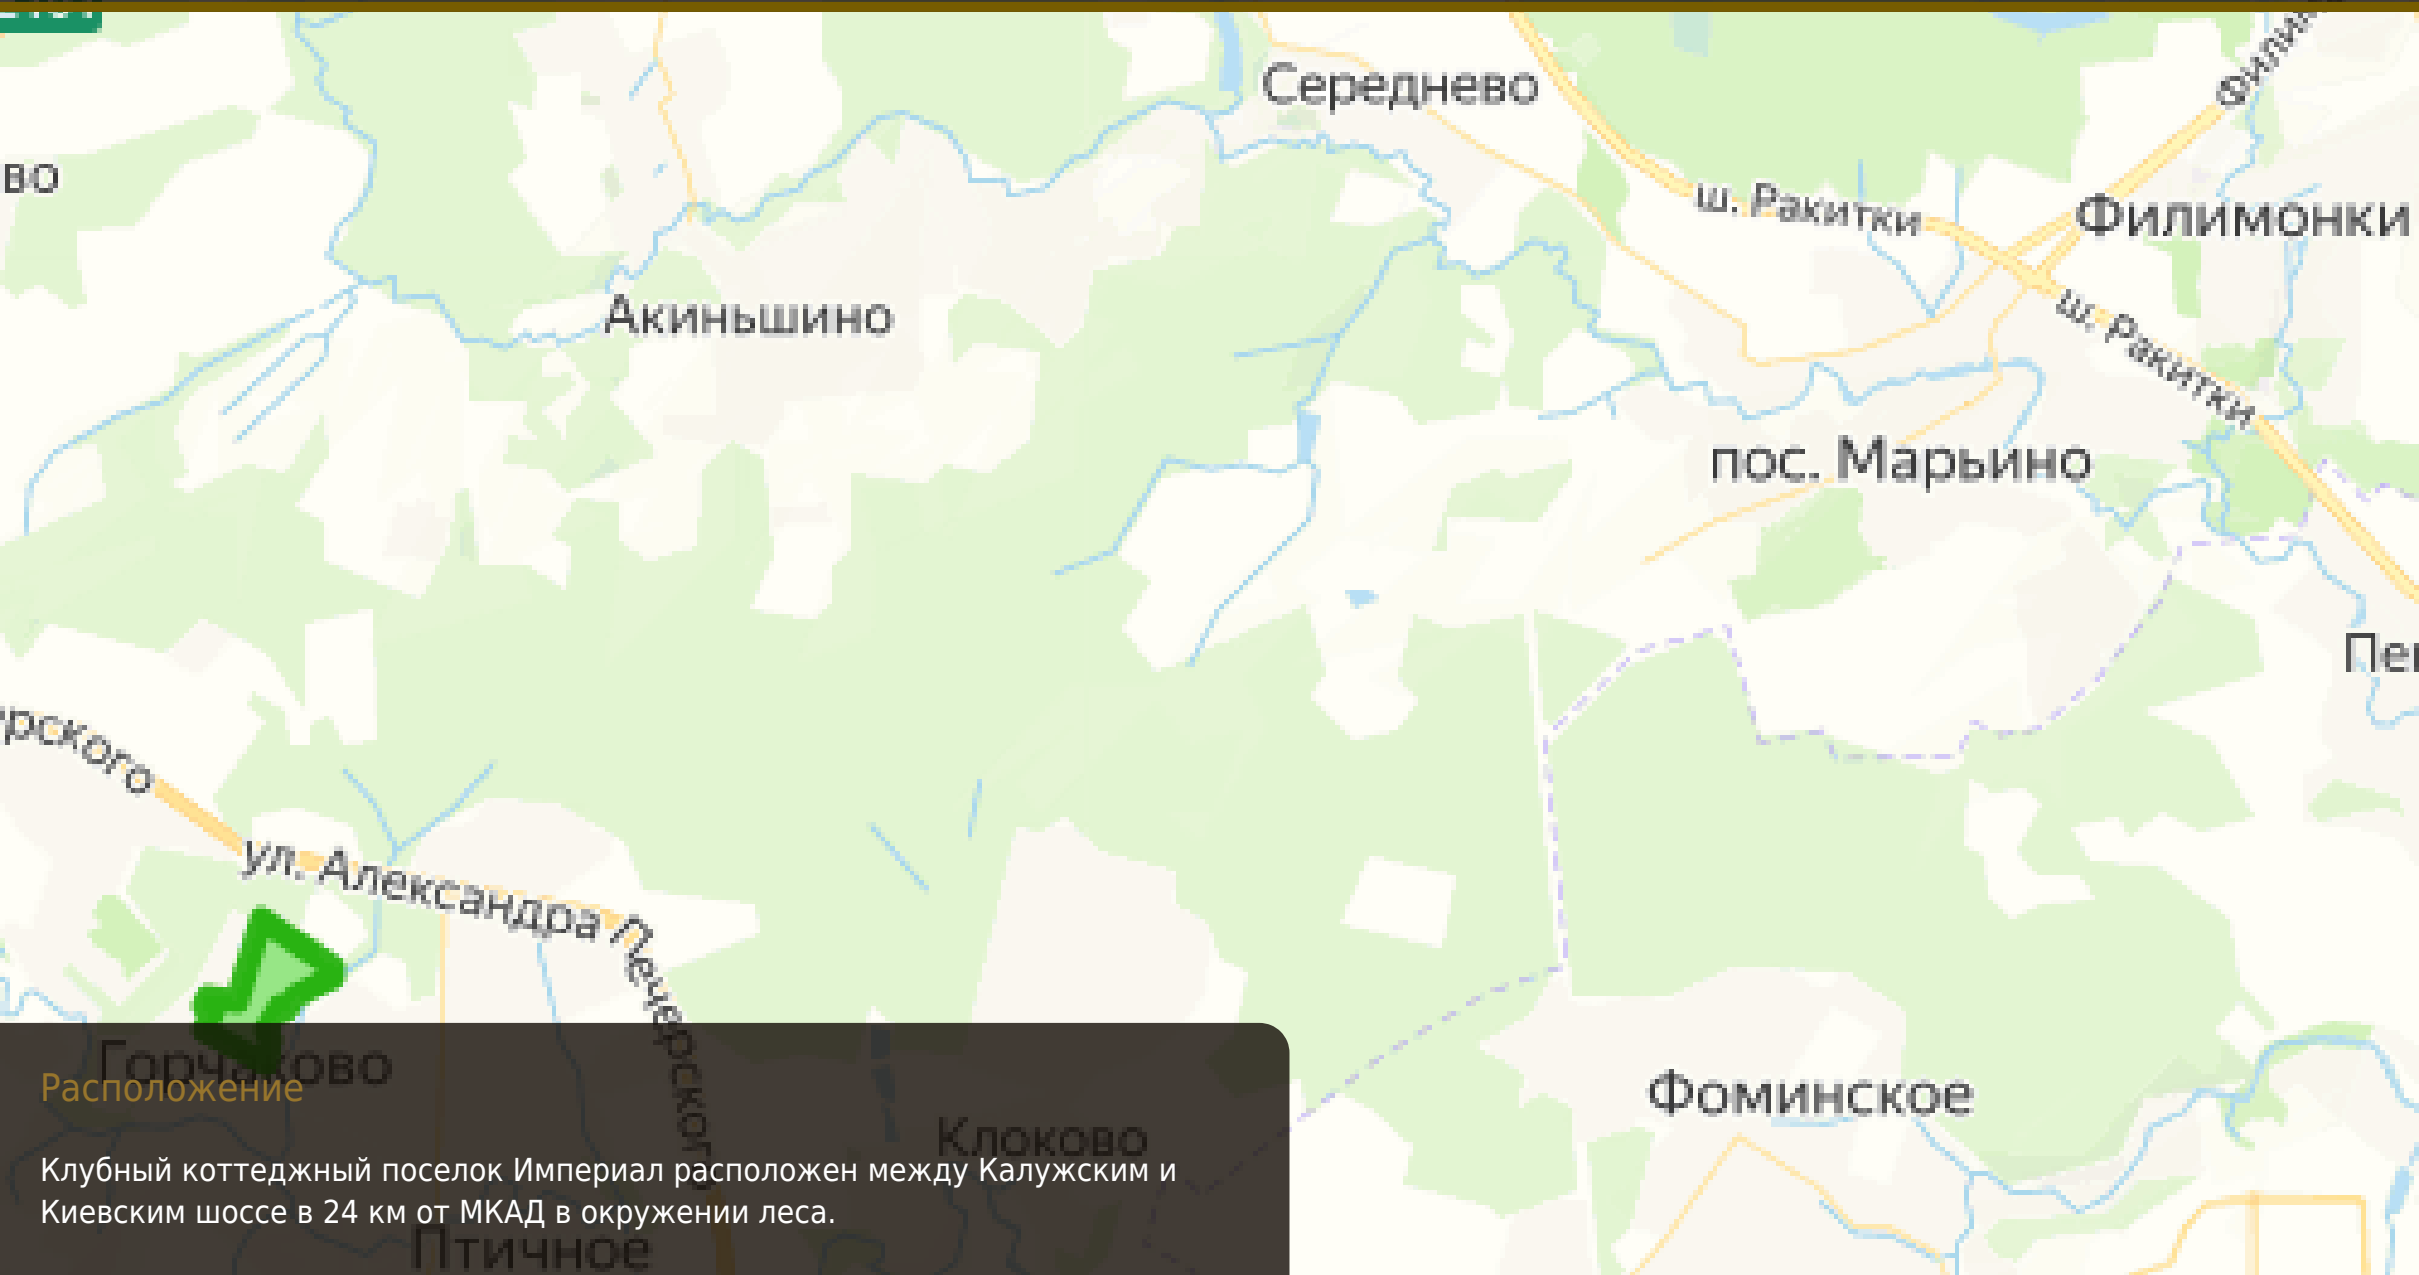 Середнево
во
ш. Ракитки
Филимонки
Акиньшино
ш. Ракитки
пос. Марьино
ул. Александра Печерского
Горчаково
Расположение
Фоминское
Клоково
Клубный коттеджный поселок Империал расположен между Калужским и
Киевским шоссе в 24 км от МКАД в окружении леса.
Птичное